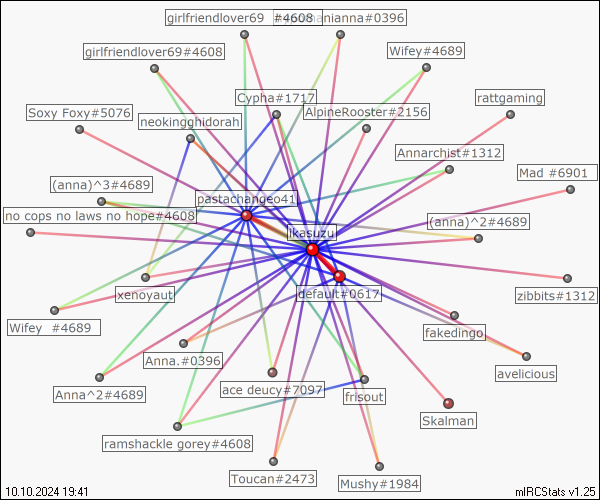 girlfriendlover69 #4608
nianna#0396
girlfriendlover69#4608
Wifey#4689
Cypha#1717
rattgaming
Soxy Foxy#5076
neokingghidorah
AlpineRooster#2156
Annarchist#1312
Mad #6901
(anna)^3#4689
pastachangeo41
no cops no laws no hope#4608
(anna)^2#4689
ikasuzu
xenoyaut
default#0617
zibbits#1312
Wifey #4689
fakedingo
Anna.#0396
avelicious
Anna^2#4689
ace deucy#7097
frisout
Skalman
ramshackle gorey#4608
Toucan#2473
Mushy#1984
10.10.2024 19:41
mIRCStats v1.25